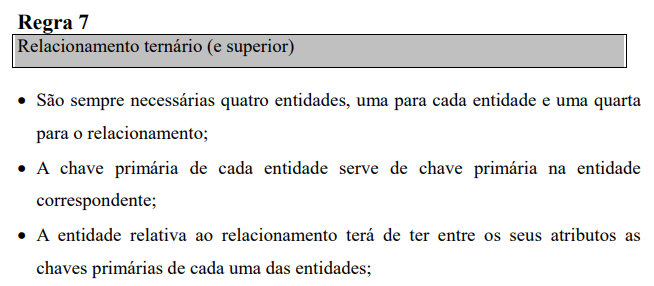 Regra 7
Relacionamento ternário (e superior)
• São sempre necessárias quatro entidades, uma para cada entidade e uma quarta
para o relacionamento;
• A chave primária de cada entidade serve de chave primária na entidade
correspondente;
• A entidade relativa ao relacionamento terá de ter entre os seus atributos as
chaves primárias de cada uma das entidades;